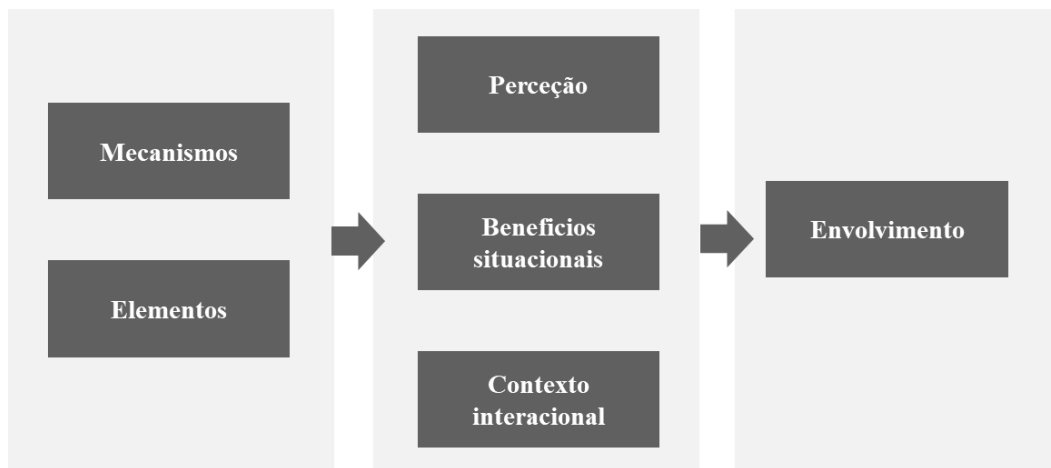 Mecanismos
Elementos
Perceção
Beneficios
situacionais
Contexto
interacional
Envolvimento